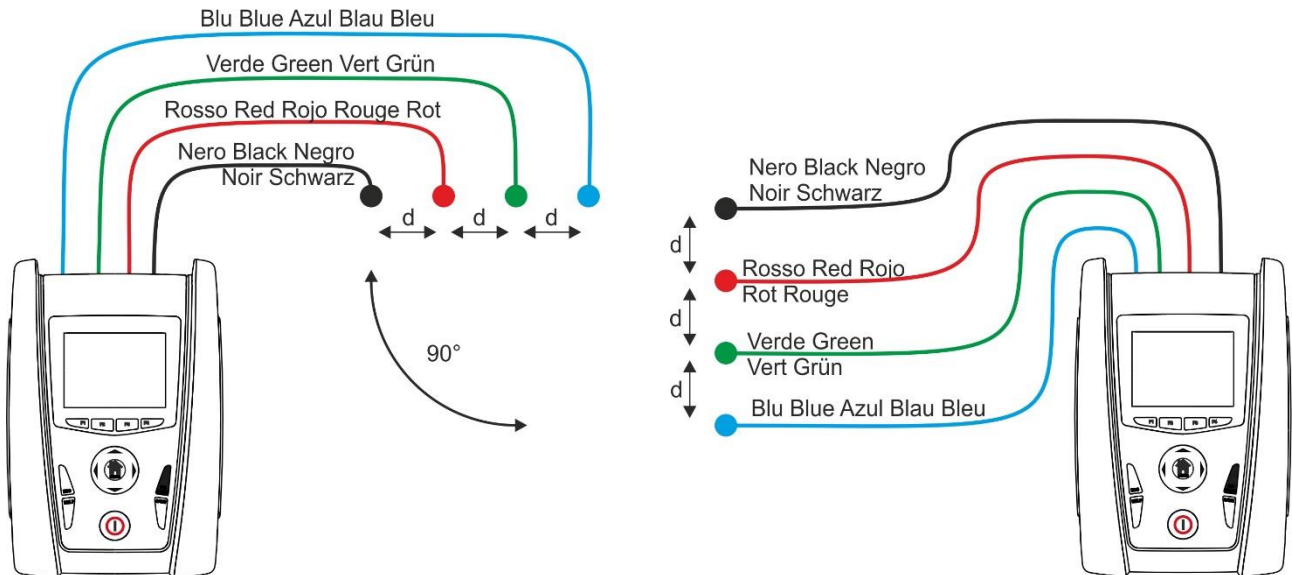 Blu Blue Azul Blau Bleu
Verde Green Vert Grün
Rosso Red Rojo Rouge Rot
Nero Black Negro
Noir Schwarz
d
d
d
90°
Nero Black Negro
Noir Schwarz
d
Rosso Red Rojo
Rot Rouge
d
Verde Green
Vert Grün
d
Blu Blue Azul Blau Bleu